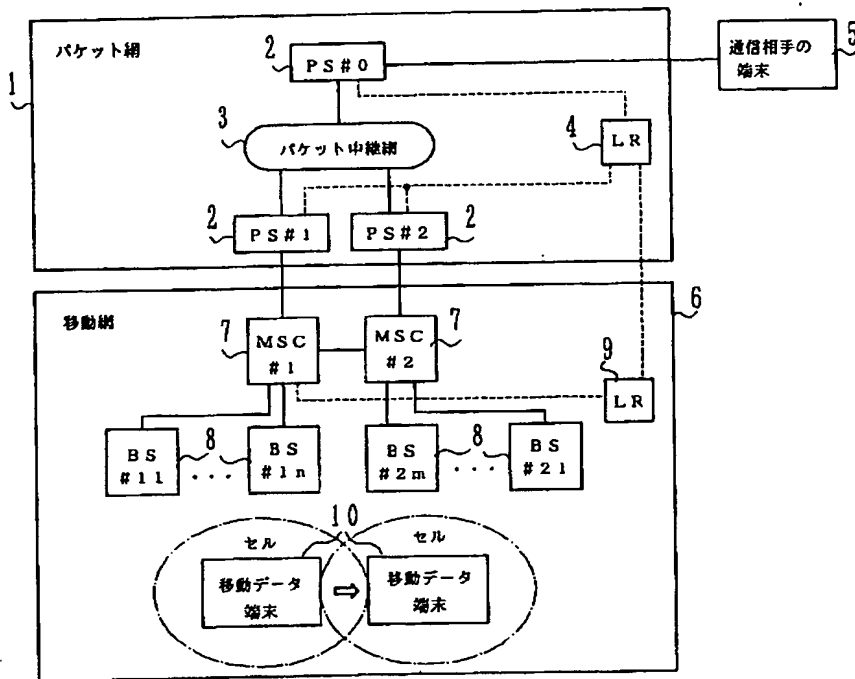 パケット網
2
PS#0
通信相手の
端末
5
1
3
パケット中継網
4
LR
2
PS#1
PS#2
2
移動網
6
7
MSC
#1
MSC
#2
7
9
LR
BS
#11
8
...
BS
#1n
BS
#2m
8
...
BS
#21
10
セル
セル
移動データ
端末
移動データ
端末